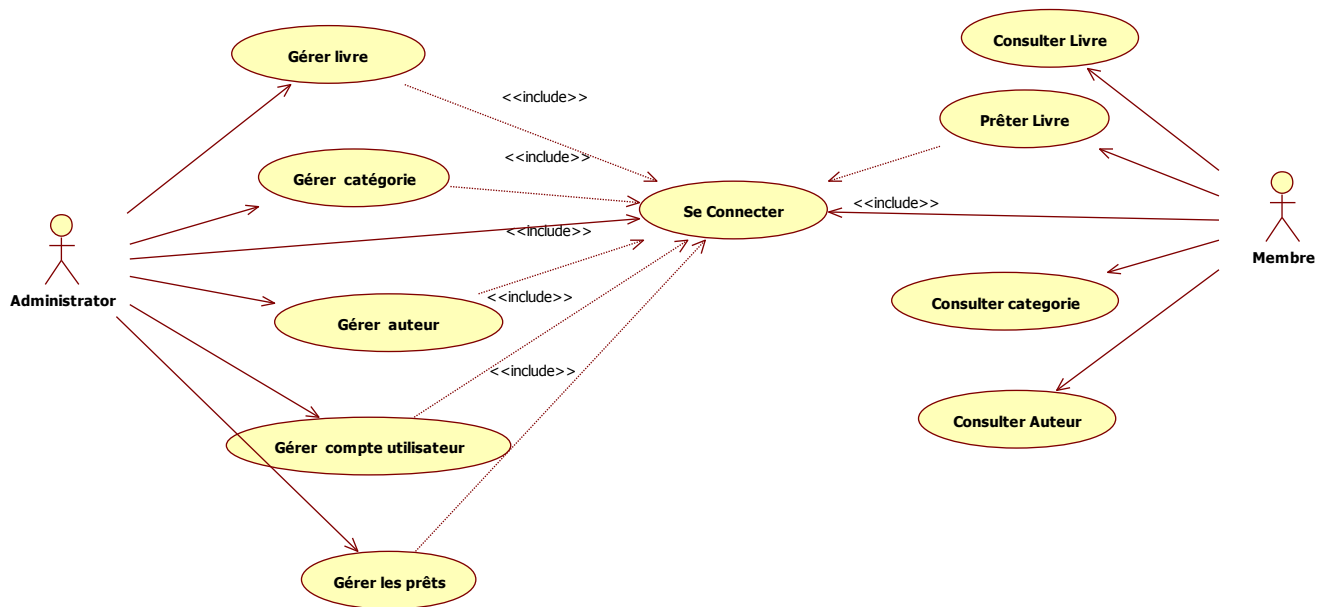 Gérer livre
Consulter Livre
<<include>>
Prêter Livre
<<include>>
Gérer catégorie
Se Connecter
<<include>>
<<include>>
Administrator
Membre
<<include>>
Consulter categorie
Gérer auteur
<<include>>
Consulter Auteur
Gérer compte utilisateur
Gérer les prêts